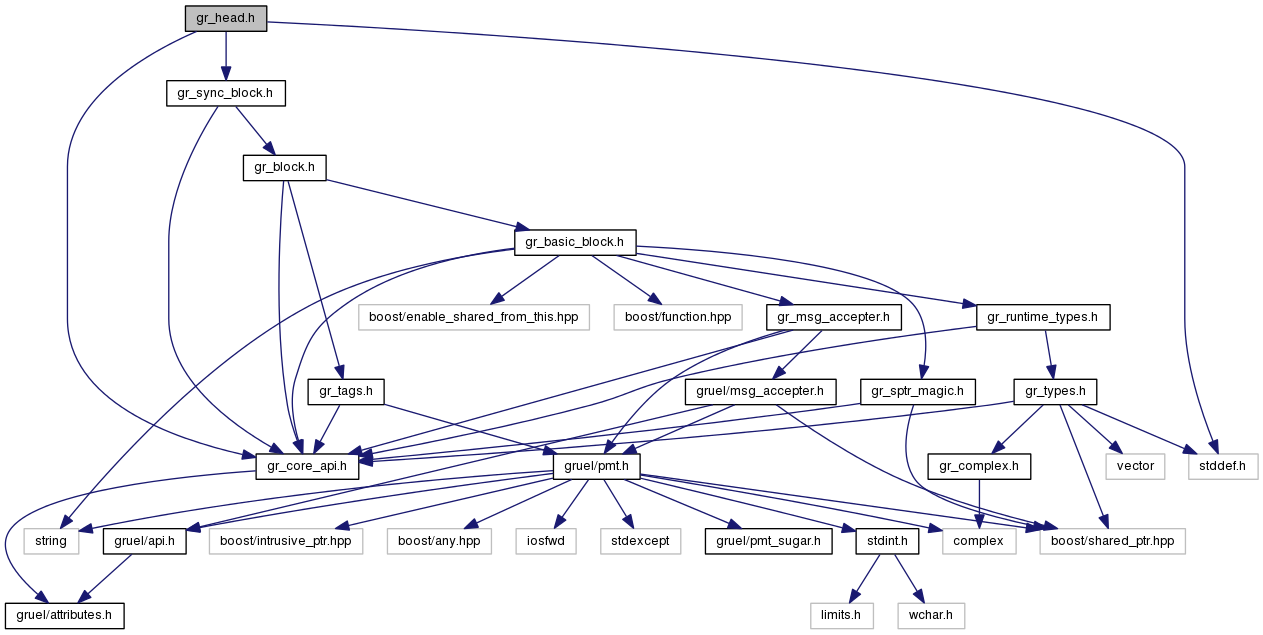 gr_head.h
gr_sync_block.h
gr_block.h
gr_basic_block.h
boost/enable_shared_from_this.hpp
boost/function.hpp
gr_msg_accepter.h
gr_runtime_types.h
gr_tags.h
gruel/msg_accepter.h
gr_sptr_magic.h
gr_types.h
gr_core_api.h
gruel/pmt.h
gr_complex.h
vector
stddef.h
string
gruel/api.h
boost/intrusive_ptr.hpp
boost/any.hpp
iosfwd
stdexcept
gruel/pmt_sugar.h
stdint.h
complex
boost/shared_ptr.hpp
gruel/attributes.h
limits.h
wchar.h